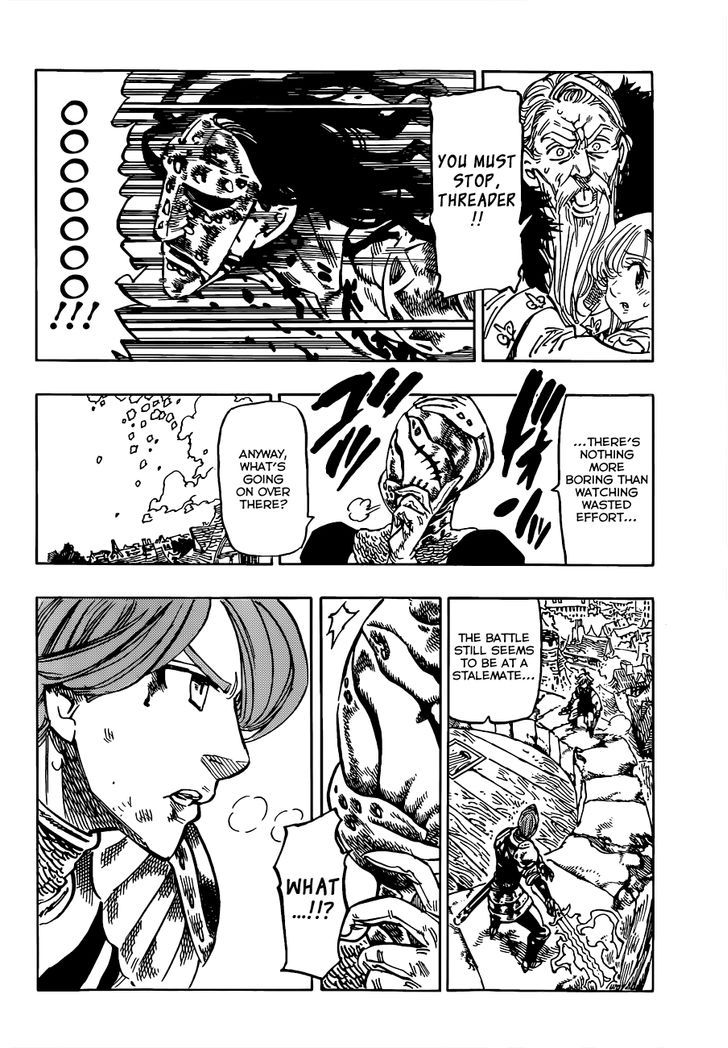 YOU MUST
STOP,
THREADER
!!
○○○○○○○!!!
...THERE'S
NOTHING
MORE
BORING THAN
WATCHING
WASTED
EFFORT...
ANYWAY,
WHAT'S
GOING
ON OVER
THERE?
THE BATTLE
STILL SEEMS
TO BE AT A
STALEMATE...
WHAT
...!!?